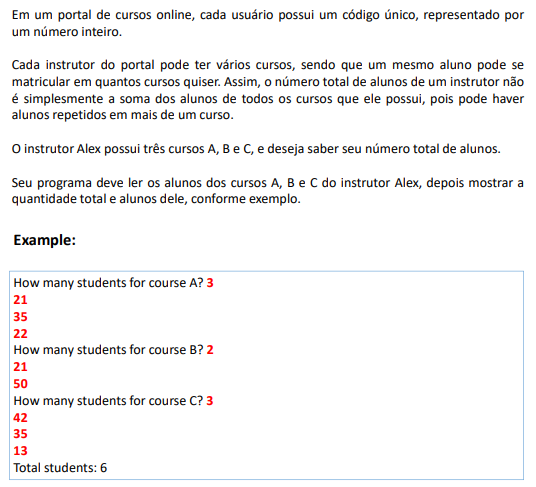 Em um portal de cursos online, cada usuário possui um código único, representado por
um número inteiro.
Cada instrutor do portal pode ter vários cursos, sendo que um mesmo aluno pode se
matricular em quantos cursos quiser. Assim, o número total de alunos de um instrutor não
é simplesmente a soma dos alunos de todos os cursos que ele possui, pois pode haver
alunos repetidos em mais de um curso.
O instrutor Alex possui três cursos A, B e C, e deseja saber seu número total de alunos.
Seu programa deve ler os alunos dos cursos A, B e C do instrutor Alex, depois mostrar a
quantidade total e alunos dele, conforme exemplo.
Example:
How many students for course A? 3
21
35
22
How many students for course B? 2
21
50
How many students for course C? 3
42
35
13
Total students: 6